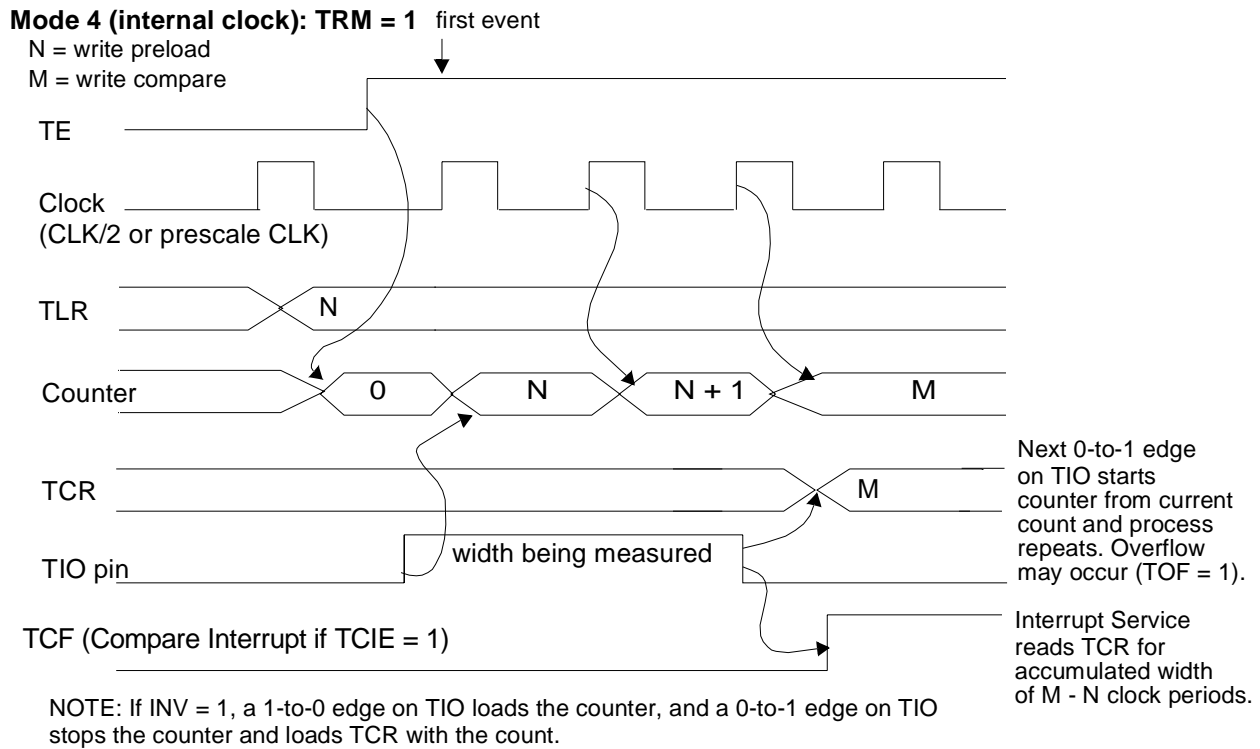 Mode 4 (internal clock): TRM = 1 first event
N = write preload
M = write compare
TE
Clock
(CLK/2 or prescale CLK)
TLR N
Counter 0 N N + 1 M
TCR M
TIO pin width being measured
Next 0-to-1 edge
on TIO starts
counter from current
count and process
repeats. Overflow
may occur (TOF = 1).
TCF (Compare Interrupt if TCIE = 1)
Interrupt Service
reads TCR for
accumulated width
of M - N clock periods.
NOTE: If INV = 1, a 1-to-0 edge on TIO loads the counter, and a 0-to-1 edge on TIO
stops the counter and loads TCR with the count.